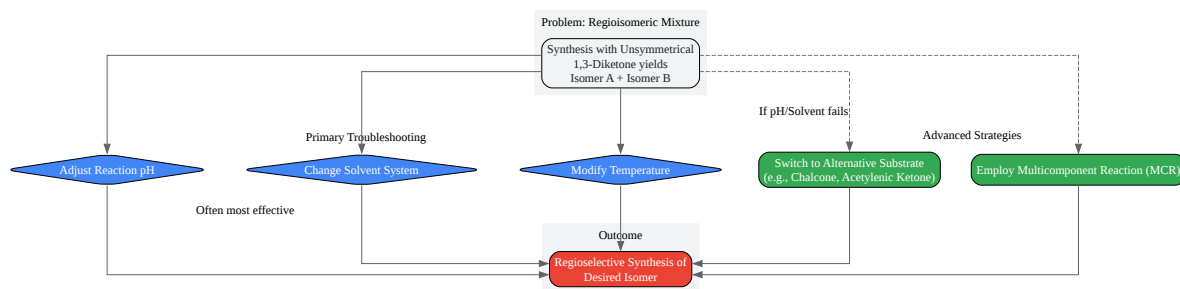 Problem: Regioisomeric Mixture
Synthesis with Unsymmetrical
1,3-Diketone yields
Isomer A + Isomer B
If pH/Solvent fails
Primary Troubleshooting
Advanced Strategies
Adjust Reaction pH
Change Solvent System
Modify Temperature
Switch to Alternative Substrate
(e.g., Chalcone, Acetylenic Ketone)
Employ Multicomponent Reaction (MCR)
Often most effective
Outcome
Regioselective Synthesis of
Desired Isomer